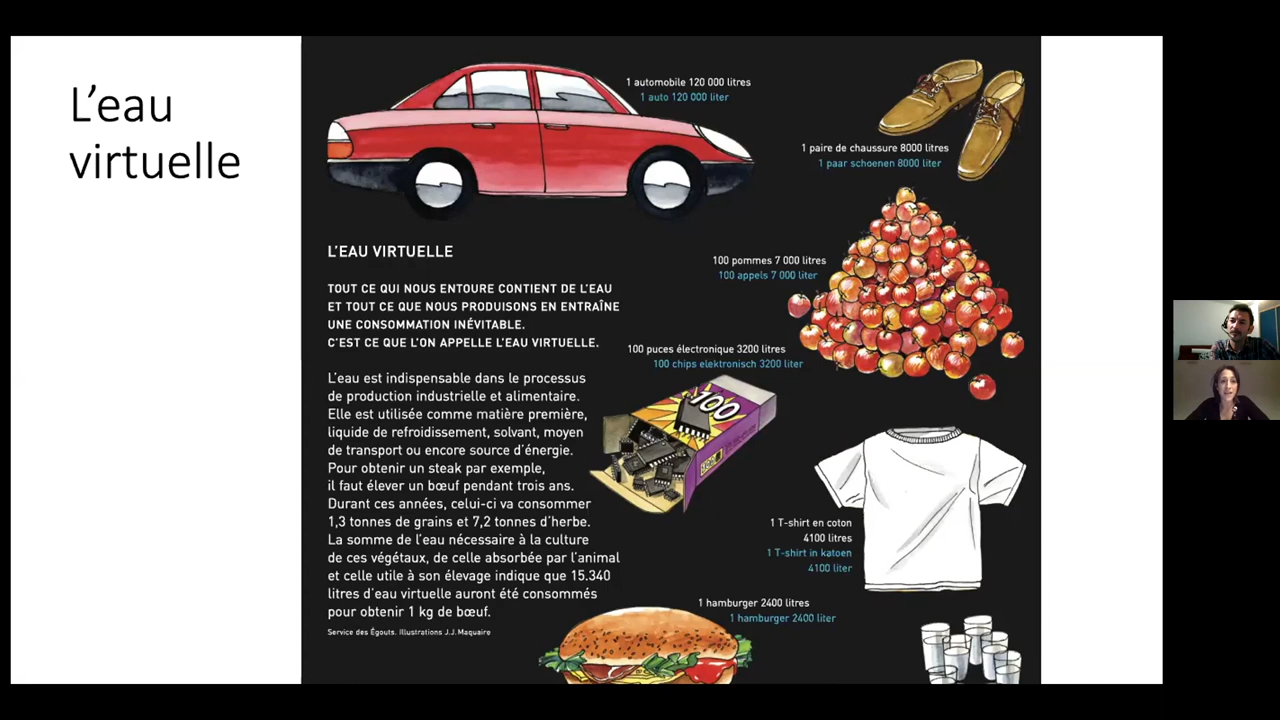 L'eau
virtuelle
1 automobile 120 000 litres
1 auto 120 000 liter
1 paire de chaussure 8000 litres
1 paar schoenen 8000 liter
L'EAU VIRTUELLE
TOUT CE QUI NOUS ENTOURE CONTIENT DE L'EAU
ET TOUT CE QUE NOUS PRODUISONS EN ENTRAÎNE
UNE CONSOMMATION INÉVITABLE.
C'EST CE QUE L'ON APPELLE L'EAU VIRTUELLE.
L'eau est indispensable dans le processus
de production industrielle et alimentaire.
Elle est utilisée comme matière première,
liquide de refroidissement, solvant, moyen
de transport ou encore source d'énergie.
Pour obtenir un steak par exemple,
il faut élever un bœuf pendant trois ans.
Durant ces années, celui-ci va consommer
1,3 tonnes de grains et 7,2 tonnes d'herbe.
La somme de l'eau nécessaire à la culture
de ces végétaux, de celle absorbée par l'animal
et celle utile à son élevage indique que 15.340
litres d'eau virtuelle auront été consommés
pour obtenir 1 kg de bœuf.
Service des Égouts. Illustrations J.J. Maquaire
100 pommes 7 000 litres
100 appels 7 000 liter
100 puces électronique 3200 litres
100 chips elektronisch 3200 liter
100
1 T-shirt en coton
4100 litres
1 T-shirt in katoen
4100 liter
1 hamburger 2400 litres
1 hamburger 2400 liter